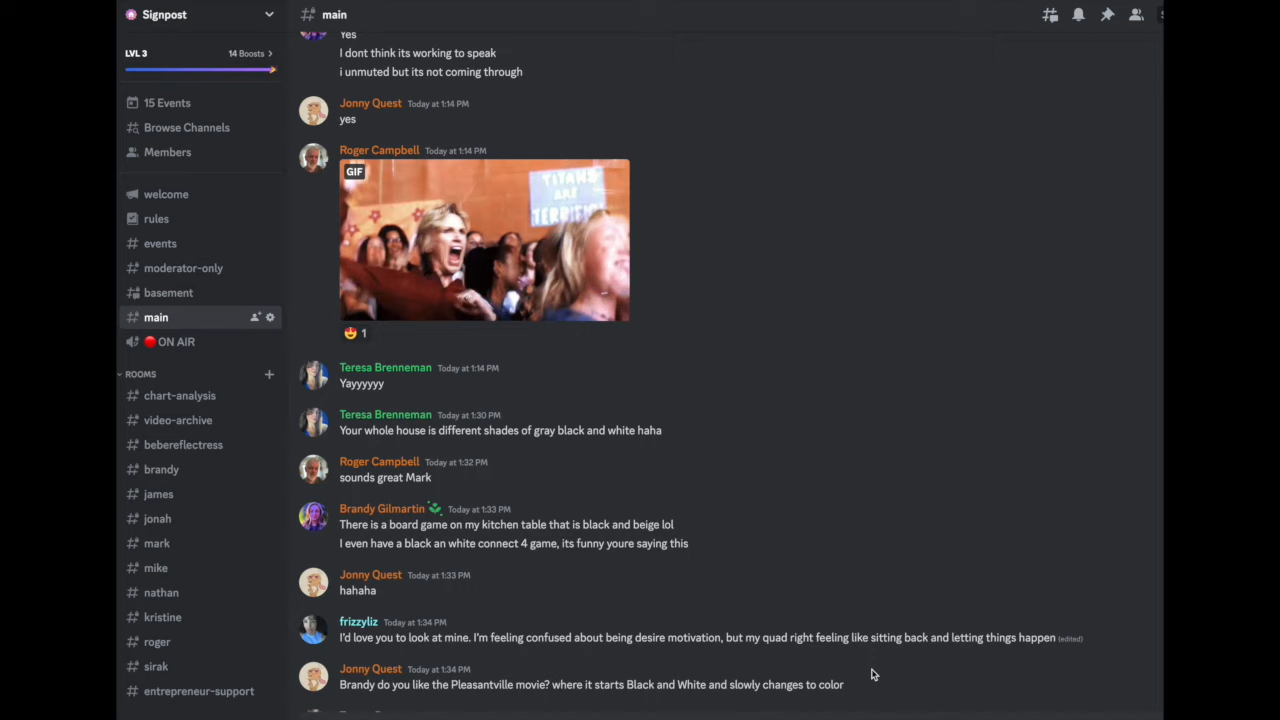 Signpost
LVL 3
14 Boosts >
15 Events
Browse Channels
Members
welcome
rules
events
moderator-only
basement
main
ON AIR
ROOMS
chart-analysis
video-archive
bebereflectress
brandy
james
jonah
mark
mike
nathan
kristine
roger
sirak
entrepreneur-support
main
Yes
I dont think its working to speak
i unmuted but its not coming through
Jonny Quest Today at 1:14 PM
yes
Roger Campbell Today at 1:14 PM
GIF
TITANS
ARE
TERRIFIC
1
Teresa Brenneman Today at 1:14 PM
Yayyyyyy
Teresa Brenneman Today at 1:30 PM
Your whole house is different shades of gray black and white haha
Roger Campbell Today at 1:32 PM
sounds great Mark
Brandy Gilmartin Today at 1:33 PM
There is a board game on my kitchen table that is black and beige lol
I even have a black an white connect 4 game, its funny youre saying this
Jonny Quest Today at 1:33 PM
hahaha
frizzyliz Today at 1:34 PM
I'd love you to look at mine. I'm feeling confused about being desire motivation, but my quad right feeling like sitting back and letting things happen (edited)
Jonny Quest Today at 1:34 PM
Brandy do you like the Pleasantville movie? where it starts Black and White and slowly changes to color